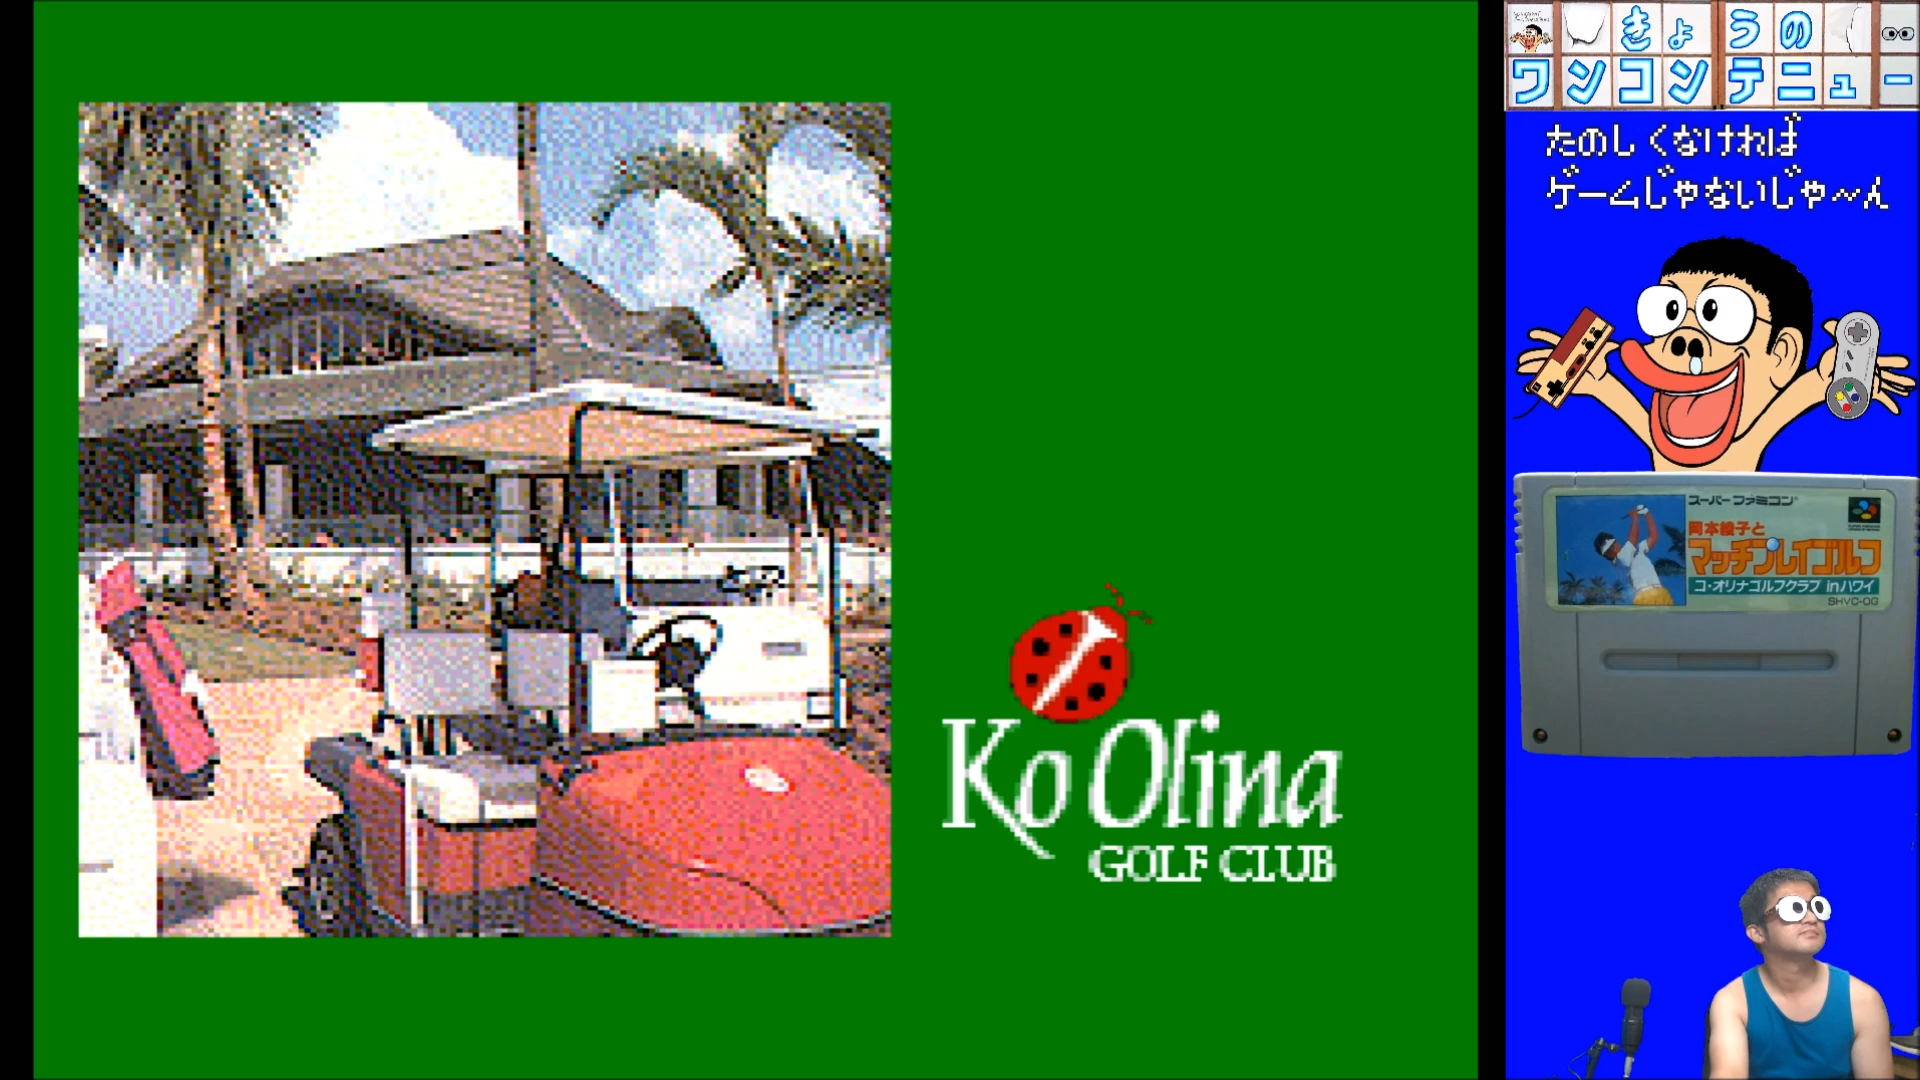 Ko Olina
GOLF CLUB
きょうの
ワンコンテニュー
たのしくなければ
ゲームじゃないじゃ~ん
スーパーファミコン
岡本綾子と
マッチプレイゴルフ
コ・オリナゴルフクラブ inハワイ
SHVC-OG